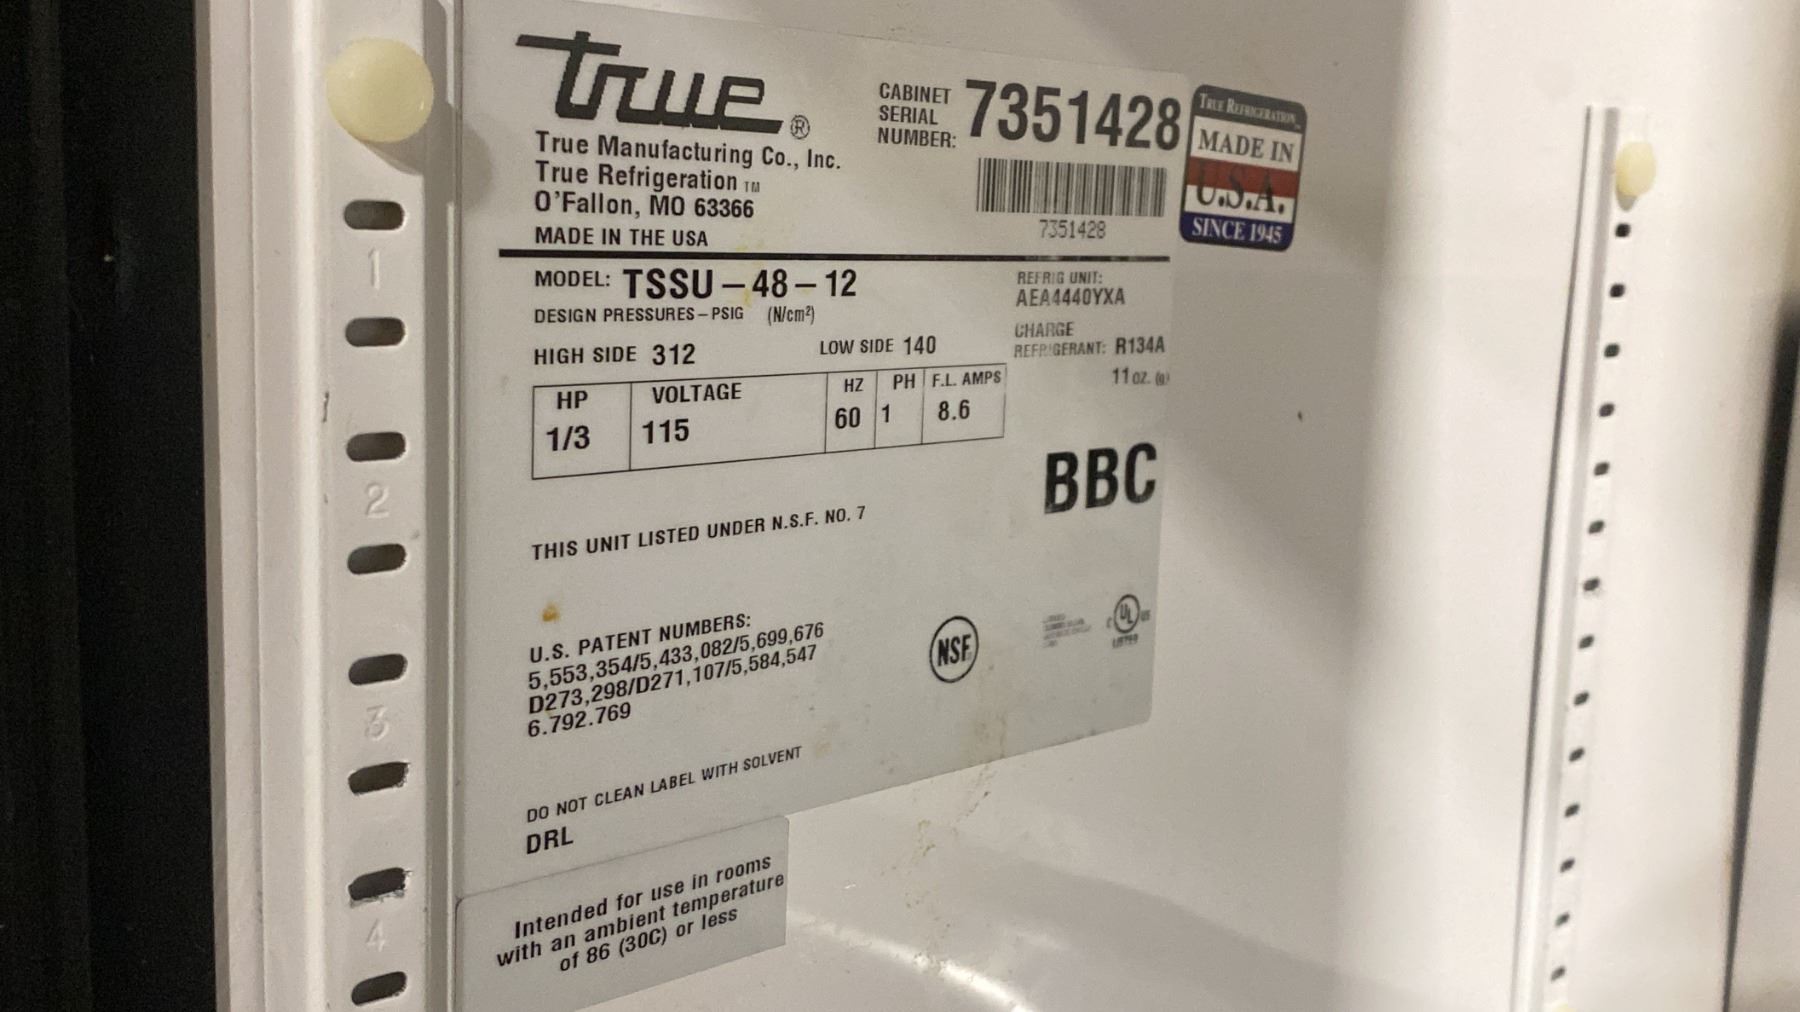 true®
True Manufacturing Co., Inc.
True Refrigeration TM
O'Fallon, MO 63366
MADE IN THE USA
CABINET
SERIAL
NUMBER: 7351428
7351428
TRUE REFRIGERATION
MADE IN
U.S.A.
SINCE 1945
MODEL: TSSU-48-12
DESIGN PRESSURES-PSIG (N/cm²)
HIGH SIDE 312
LOW SIDE 140
REFRIG UNIT:
AEA4440YXA
CHARGE
REFRIGERANT: R134A
11 oz. (g)
HP VOLTAGE HZ PH F.L. AMPS
1/3 115 60 1 8.6
BBC
THIS UNIT LISTED UNDER N.S.F. NO. 7
U.S. PATENT NUMBERS:
5,553,354/5,433,082/5,699,676
D273,298/D271,107/5,584,547
6.792.769
NSF
c UL us
LISTED
DO NOT CLEAN LABEL WITH SOLVENT
DRL
Intended for use in rooms
with an ambient temperature
of 86 (30C) or less
1
2
3
4